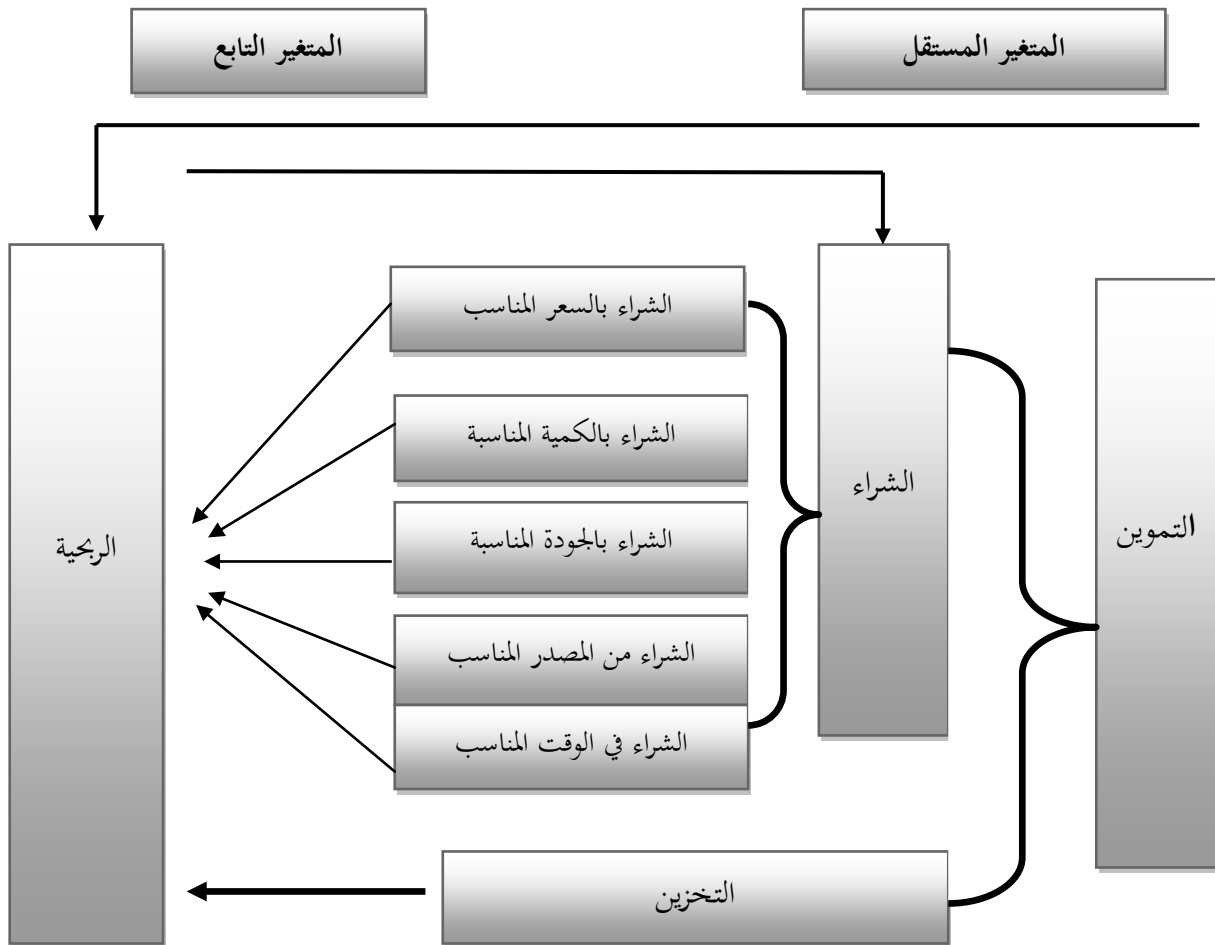 المتغير المستقل
المتغير التابع
التموين
الشراء
الشراء بالسعر المناسب
الشراء بالكمية المناسبة
الشراء بالجودة المناسبة
الشراء من المصدر المناسب
الشراء في الوقت المناسب
التخزين
الربحية